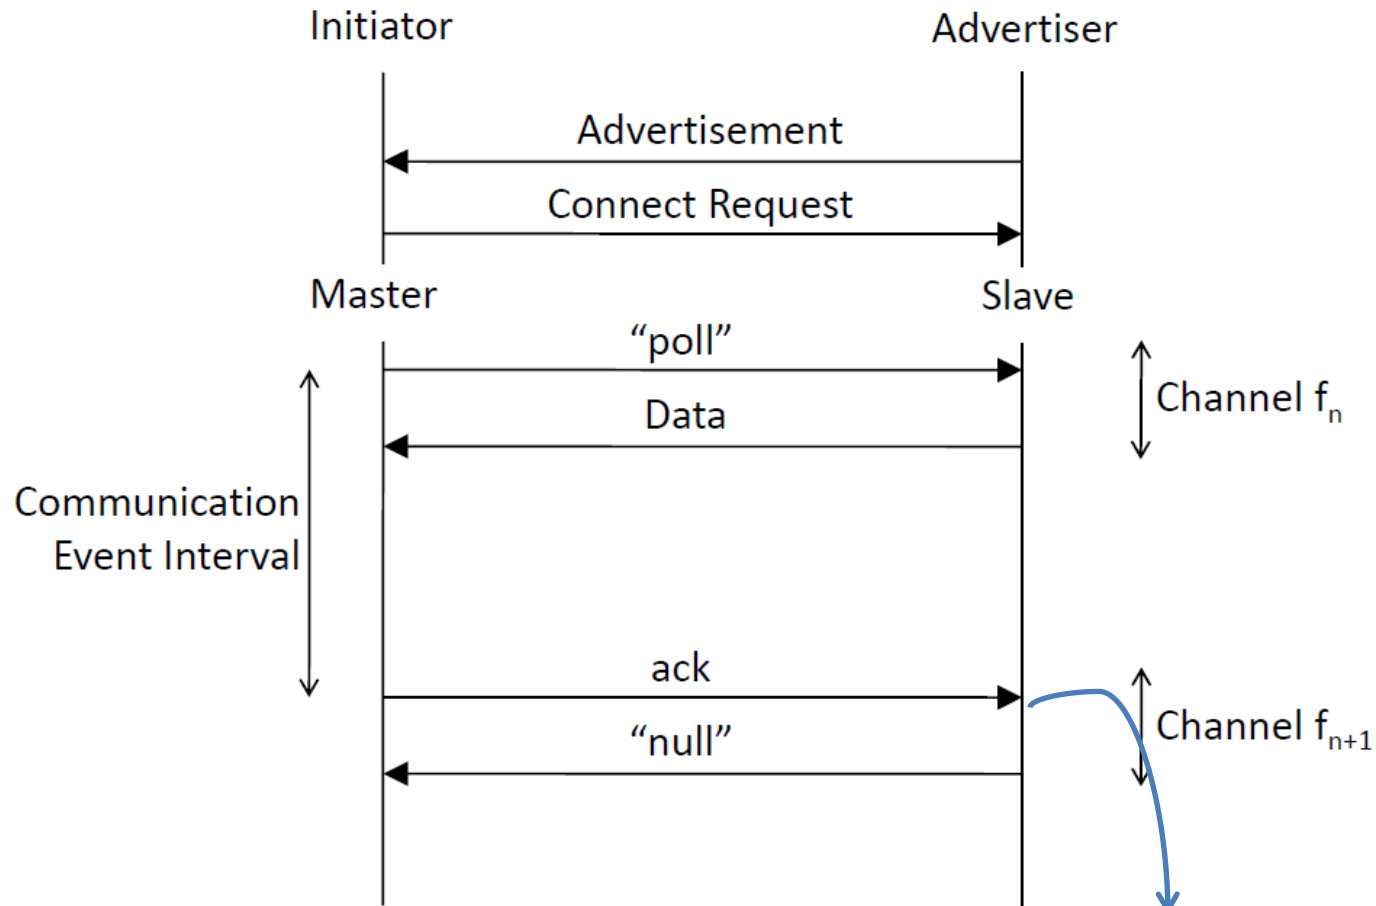 Initiator
Advertiser
Advertisement
Connect Request
Master
Slave
“poll”
Channel fn
Data
Communication
Event Interval
ack
Channel fn+1
“null”